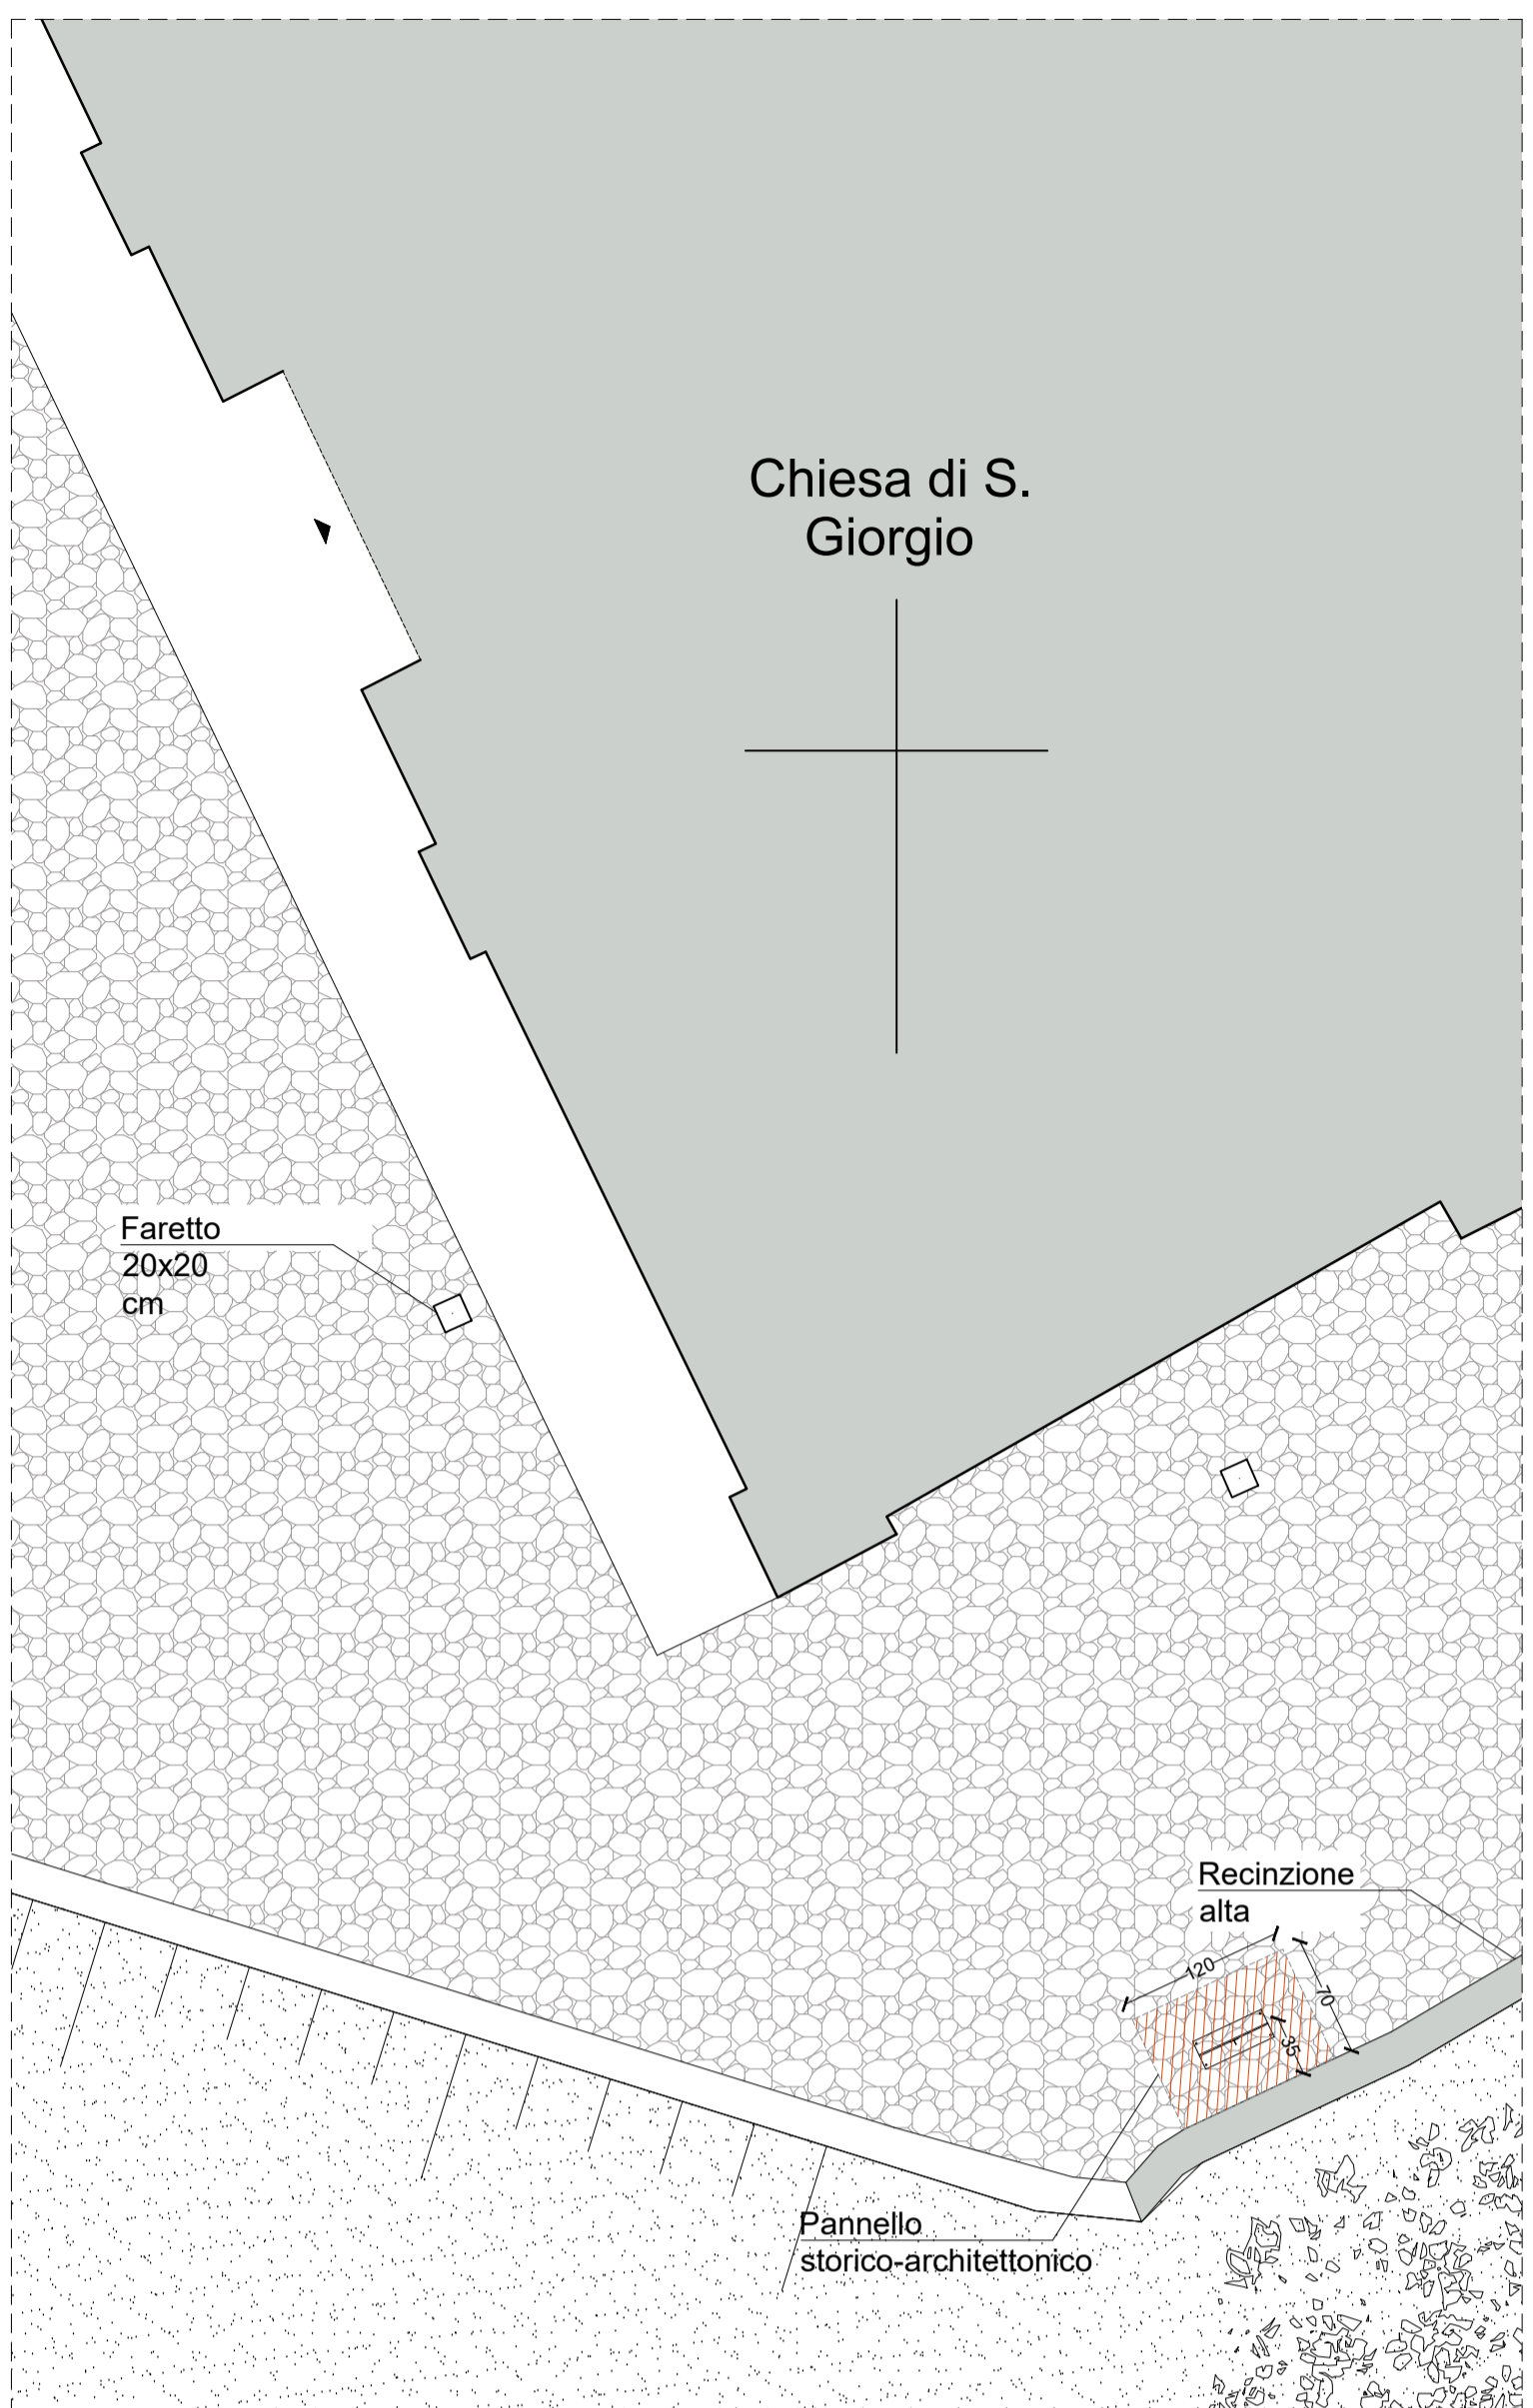 Chiesa di S.
Giorgio
Faretto
20x20
cm
Recinzione
alta
120
70
35
Pannello
storico-architettonico